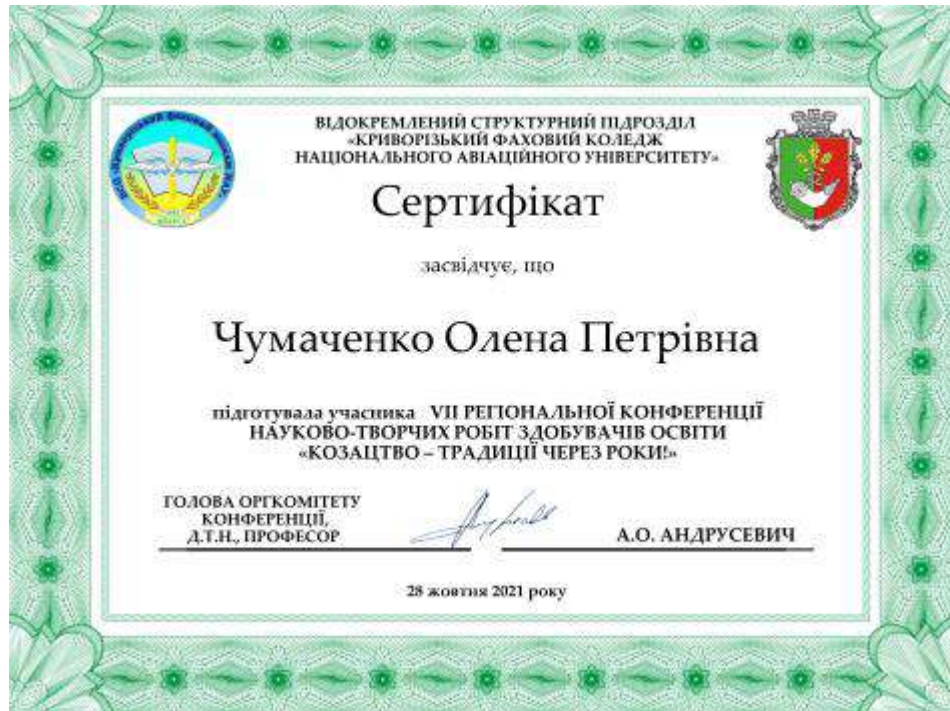 ВІДОКРЕМЛЕНИЙ СТРУКТУРНИЙ ПІДРОЗДІЛ
«КРИВОРІЗЬКИЙ ФАХОВИЙ КОЛЕДЖ
НАЦІОНАЛЬНОГО АВІАЦІЙНОГО УНІВЕРСИТЕТУ»
Сертифікат
засвідчує, що
Чумаченко Олена Петрівна
підготувала учасника VII РЕГІОНАЛЬНОЇ КОНФЕРЕНЦІЇ
НАУКОВО-ТВОРЧИХ РОБІТ ЗДОБУВАЧІВ ОСВІТИ
«КОЗАЦТВО – ТРАДИЦІЇ ЧЕРЕЗ РОКИ!»
ГОЛОВА ОРГКОМІТЕТУ
КОНФЕРЕНЦІЇ,
Д.Т.Н., ПРОФЕСОР
А.О. АНДРУСЕВИЧ
28 жовтня 2021 року